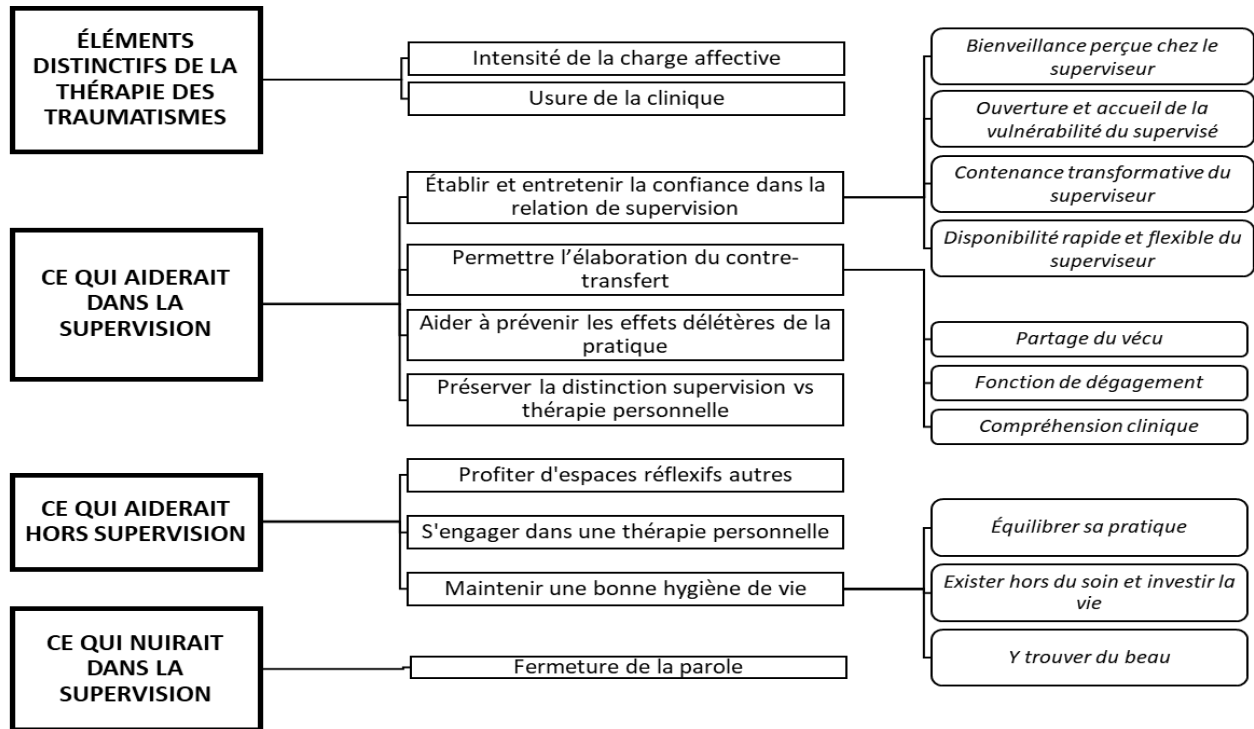 ÉLÉMENTS
DISTINCTIFS DE LA
THÉRAPIE DES
TRAUMATISMES
Intensité de la charge affective
Usure de la clinique
CE QUI AIDERAIT
DANS LA
SUPERVISION
Établir et entretenir la confiance dans la
relation de supervision
Bienveillance perçue chez le
superviseur
Ouverture et accueil de la
vulnérabilité du supervisé
Contenance transformative du
superviseur
Disponibilité rapide et flexible du
superviseur
Permettre l’élaboration du contre-
transfert
Partage du vécu
Fonction de dégagement
Compréhension clinique
Aider à prévenir les effets délétères de la
pratique
Préserver la distinction supervision vs
thérapie personnelle
CE QUI AIDERAIT
HORS SUPERVISION
Profiter d'espaces réflexifs autres
S'engager dans une thérapie personnelle
Maintenir une bonne hygiène de vie
Équilibrer sa pratique
Exister hors du soin et investir la
vie
Y trouver du beau
CE QUI NUIRAIT
DANS LA
SUPERVISION
Fermeture de la parole